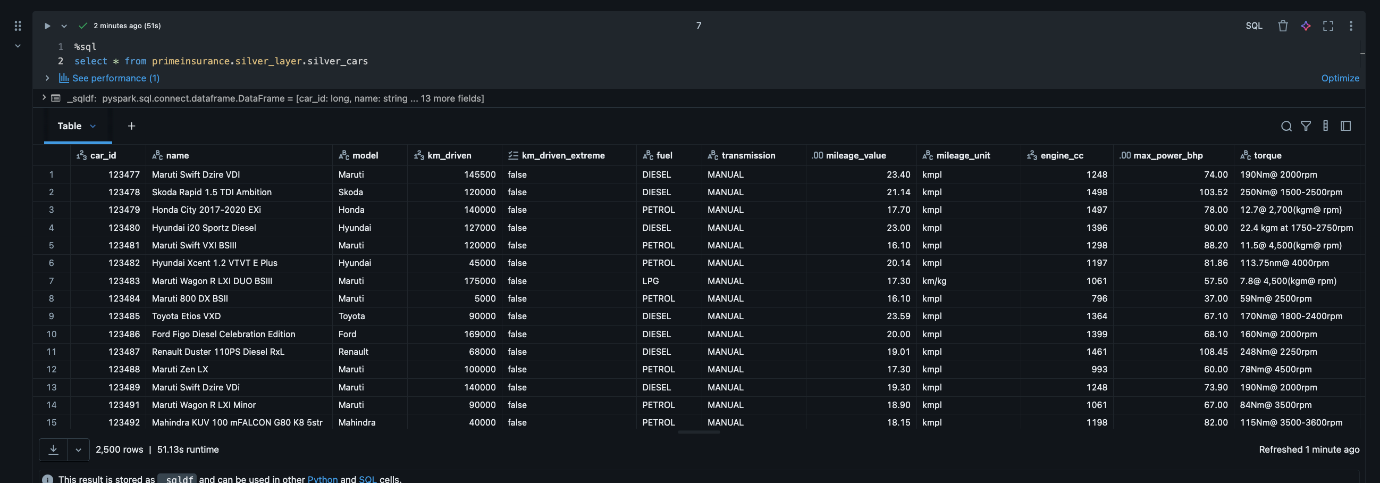 2 minutes ago (51s) 7 SQL
1 %sql
2 select * from primeinsurance.silver_layer.silver_cars
See performance (1) Optimize
_sqldf: pyspark.sql.connect.dataframe.DataFrame = [car_id: long, name: string ... 13 more fields]
Table +
car_id name model km_driven km_driven_extreme fuel transmission mileage_value mileage_unit engine_cc max_power_bhp torque
1 123477 Maruti Swift Dzire VDI Maruti 145500 false DIESEL MANUAL 23.40 kmpl 1248 74.00 190Nm@ 2000rpm
2 123478 Skoda Rapid 1.5 TDI Ambition Skoda 120000 false DIESEL MANUAL 21.14 kmpl 1498 103.52 250Nm@ 1500-2500rpm
3 123479 Honda City 2017-2020 EXi Honda 140000 false PETROL MANUAL 17.70 kmpl 1497 78.00 12.7@ 2,700(kgm@ rpm)
4 123480 Hyundai i20 Sportz Diesel Hyundai 127000 false DIESEL MANUAL 23.00 kmpl 1396 90.00 22.4 kgm at 1750-2750rpm
5 123481 Maruti Swift VXI BSIII Maruti 120000 false PETROL MANUAL 16.10 kmpl 1298 88.20 11.5@ 4,500(kgm@ rpm)
6 123482 Hyundai Xcent 1.2 VTVT E Plus Hyundai 45000 false PETROL MANUAL 20.14 kmpl 1197 81.86 113.75nm@ 4000rpm
7 123483 Maruti Wagon R LXI DUO BSIII Maruti 175000 false LPG MANUAL 17.30 km/kg 1061 57.50 7.8@ 4,500(kgm@ rpm)
8 123484 Maruti 800 DX BSII Maruti 5000 false PETROL MANUAL 16.10 kmpl 796 37.00 59Nm@ 2500rpm
9 123485 Toyota Etios VXD Toyota 90000 false DIESEL MANUAL 23.59 kmpl 1364 67.10 170Nm@ 1800-2400rpm
10 123486 Ford Figo Diesel Celebration Edition Ford 169000 false DIESEL MANUAL 20.00 kmpl 1399 68.10 160Nm@ 2000rpm
11 123487 Renault Duster 110PS Diesel RxL Renault 68000 false DIESEL MANUAL 19.01 kmpl 1461 108.45 248Nm@ 2250rpm
12 123488 Maruti Zen LX Maruti 100000 false PETROL MANUAL 17.30 kmpl 993 60.00 78Nm@ 4500rpm
13 123489 Maruti Swift Dzire VDi Maruti 140000 false DIESEL MANUAL 19.30 kmpl 1248 73.90 190Nm@ 2000rpm
14 123491 Maruti Wagon R LXI Minor Maruti 90000 false PETROL MANUAL 18.90 kmpl 1061 67.00 84Nm@ 3500rpm
15 123492 Mahindra KUV 100 mFALCON G80 K8 5str Mahindra 40000 false PETROL MANUAL 18.15 kmpl 1198 82.00 115Nm@ 3500-3600rpm
2,500 rows | 51.13s runtime Refreshed 1 minute ago
This result is stored as _sqldf and can be used in other Python and SQL cells.